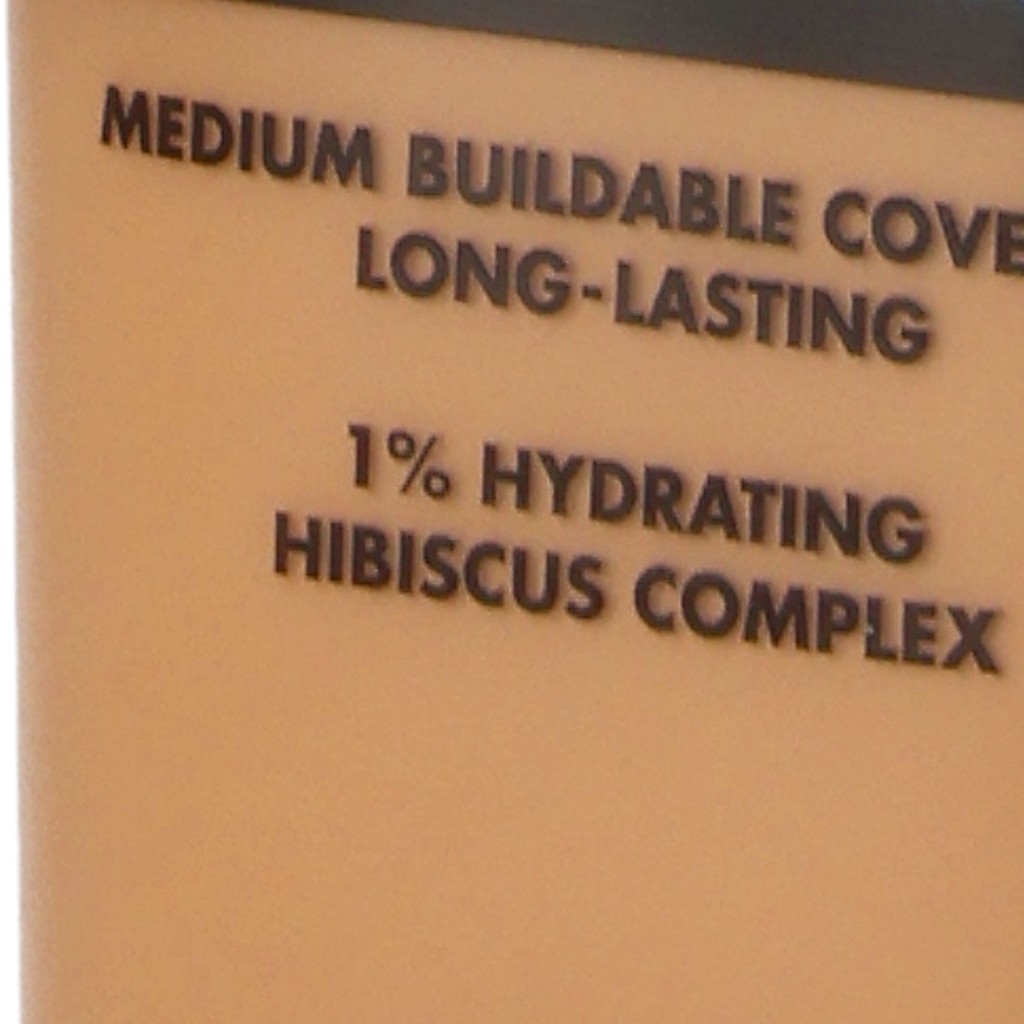 MEDIUM BUILDABLE COVE
LONG-LASTING
1% HYDRATING
HIBISCUS COMPLEX